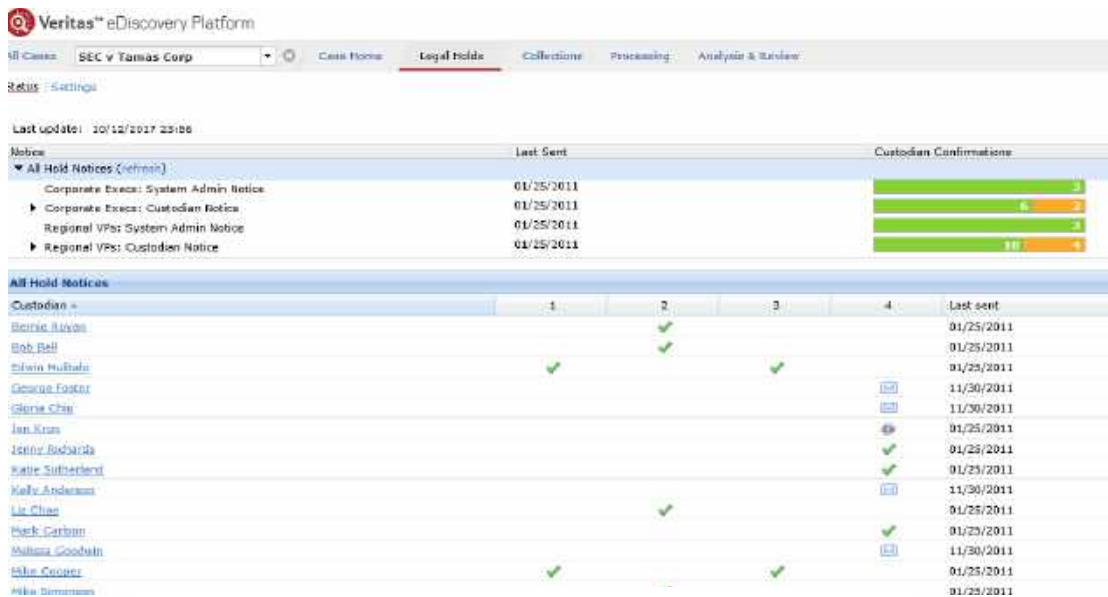 Veritas™ eDiscovery Platform
All Cases SEC v Tamas Corp Case Home Legal Holds Collections Processing Analysis & Review
Status Settings
Last update: 10/12/2017
Notice Last Sent Custodian Confirmations
All Hold Notices (refresh)
Corporate Execs: System Admin Notice 01/25/2011 3
Corporate Execs: Custodian Notice 01/25/2011 6 2
Regional VPs: System Admin Notice 01/25/2011 3
Regional VPs: Custodian Notice 01/25/2011 10 4
All Hold Notices
Custodian 1 2 3 4 Last sent
Bernie 01/25/2011
Bob Bell 01/25/2011
Edwin 01/25/2011
George Foster 11/30/2011
Gloria Chiu 11/30/2011
Jan 01/25/2011
Jenny Richards 01/25/2011
Katie Sutherland 01/25/2011
Kelly Anderson 11/30/2011
Liz Chae 01/25/2011
Mark Carbon 01/25/2011
Melissa Goodwin 11/30/2011
Mike Cooper 01/25/2011
Mike 01/25/2011